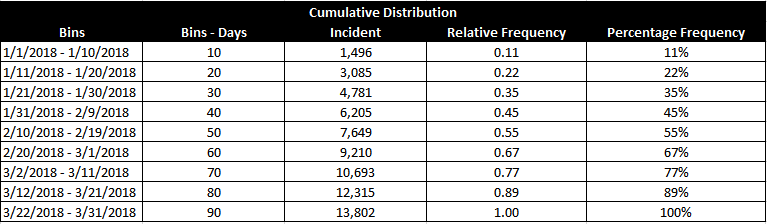 Cumulative Distribution
Bins Bins - Days Incident Relative Frequency Percentage Frequency
1/1/2018 - 1/10/2018 10 1,496 0.11 11%
1/11/2018 - 1/20/2018 20 3,085 0.22 22%
1/21/2018 - 1/30/2018 30 4,781 0.35 35%
1/31/2018 - 2/9/2018 40 6,205 0.45 45%
2/10/2018 - 2/19/2018 50 7,649 0.55 55%
2/20/2018 - 3/1/2018 60 9,210 0.67 67%
3/2/2018 - 3/11/2018 70 10,693 0.77 77%
3/12/2018 - 3/21/2018 80 12,315 0.89 89%
3/22/2018 - 3/31/2018 90 13,802 1.00 100%